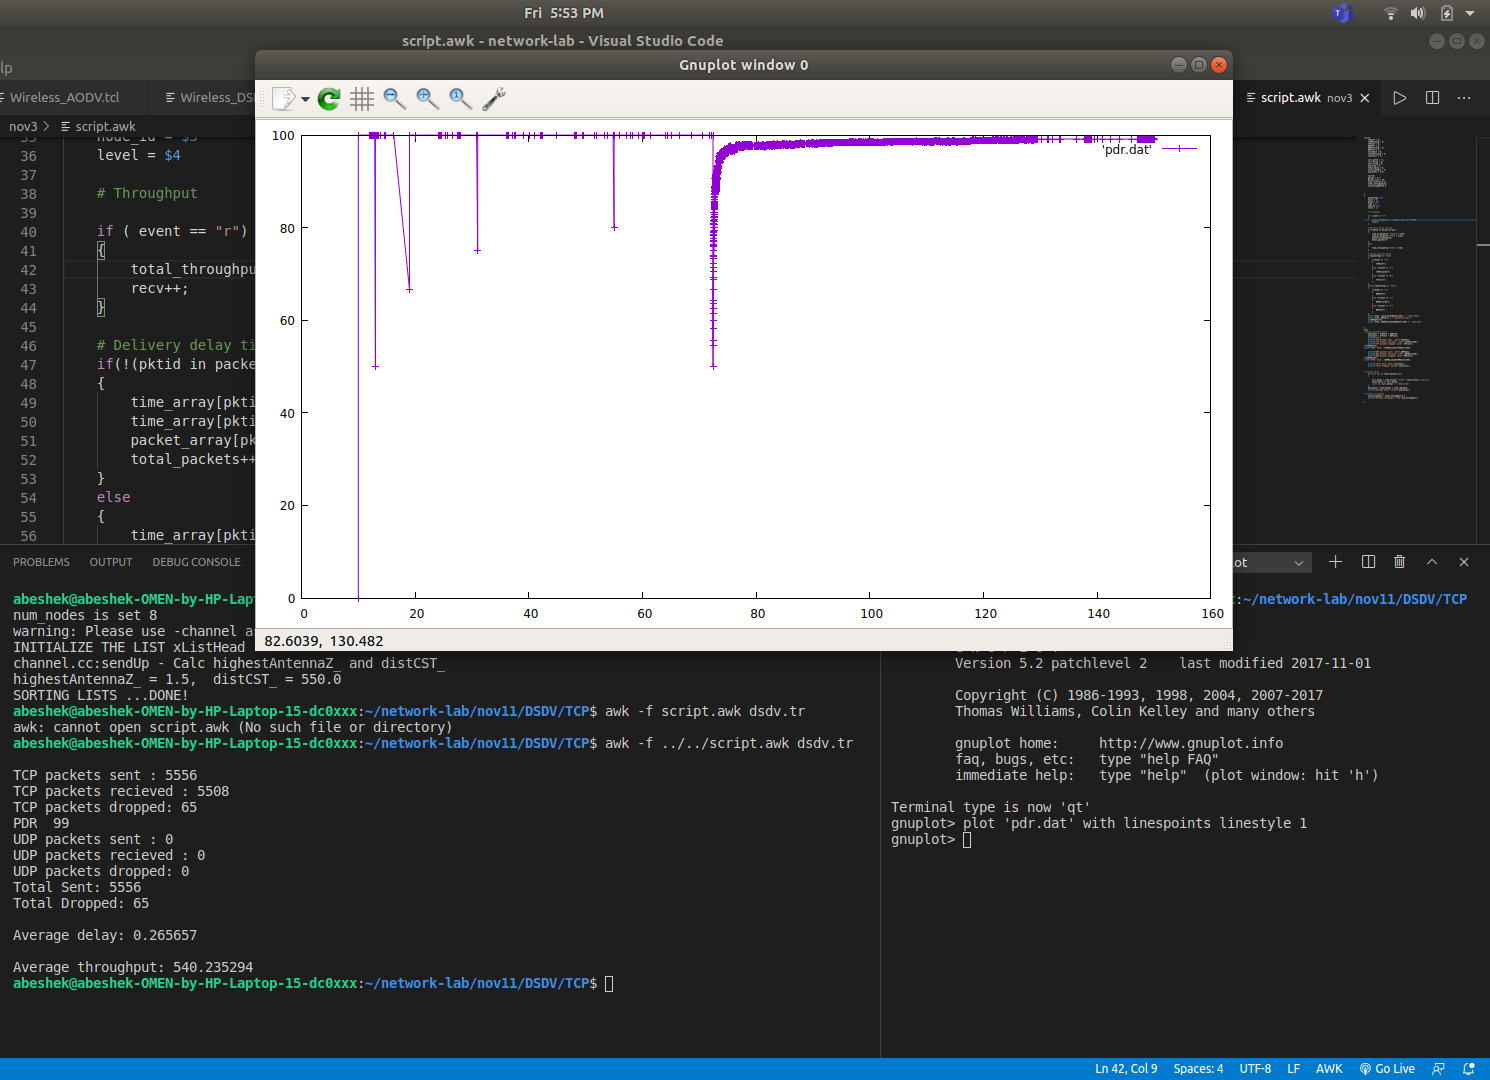 Fri 5:53 PM
script.awk - network-lab - Visual Studio Code
lp
Gnuplot window 0
Wireless_AODV.tcl
Wireless_DS
script.awk nov3
nov3 > script.awk
36 level = $4
37
38 # Throughput
39
40 if ( event == "r")
41 {
42 total_throughpu
43 recv++;
44 }
45
46 # Delivery delay ti
47 if(!(pktid in packe
48 {
49 time_array[pkti
50 time_array[pkti
51 packet_array[pk
52 total_packets++
53 }
54 else
55 {
56 time_array[pkti
100
80
60
40
20
0
0 20 40 60 80 100 120 140 160
'pdr.dat'
82.6039, 130.482
PROBLEMS OUTPUT DEBUG CONSOLE
ot
abeshek@abeshek-OMEN-by-HP-Lapt
num_nodes is set 8
warning: Please use -channel a
INITIALIZE THE LIST xListHead
channel.cc:sendUp - Calc highestAntennaZ_ and distCST_
highestAntennaZ_ = 1.5, distCST_ = 550.0
SORTING LISTS ...DONE!
abeshek@abeshek-OMEN-by-HP-Laptop-15-dc0xxx:~/network-lab/nov11/DSDV/TCP$ awk -f script.awk dsdv.tr
awk: cannot open script.awk (No such file or directory)
abeshek@abeshek-OMEN-by-HP-Laptop-15-dc0xxx:~/network-lab/nov11/DSDV/TCP$ awk -f ../../script.awk dsdv.tr
TCP packets sent : 5556
TCP packets recieved : 5508
TCP packets dropped: 65
PDR 99
UDP packets sent : 0
UDP packets recieved : 0
UDP packets dropped: 0
Total Sent: 5556
Total Dropped: 65
Average delay: 0.265657
Average throughput: 540.235294
abeshek@abeshek-OMEN-by-HP-Laptop-15-dc0xxx:~/network-lab/nov11/DSDV/TCP$
:~/network-lab/nov11/DSDV/TCP
Version 5.2 patchlevel 2 last modified 2017-11-01
Copyright (C) 1986-1993, 1998, 2004, 2007-2017
Thomas Williams, Colin Kelley and many others
gnuplot home: http://www.gnuplot.info
faq, bugs, etc: type "help FAQ"
immediate help: type "help" (plot window: hit 'h')
Terminal type is now 'qt'
gnuplot> plot 'pdr.dat' with linespoints linestyle 1
gnuplot>
Ln 42, Col 9 Spaces: 4 UTF-8 LF AWK Go Live